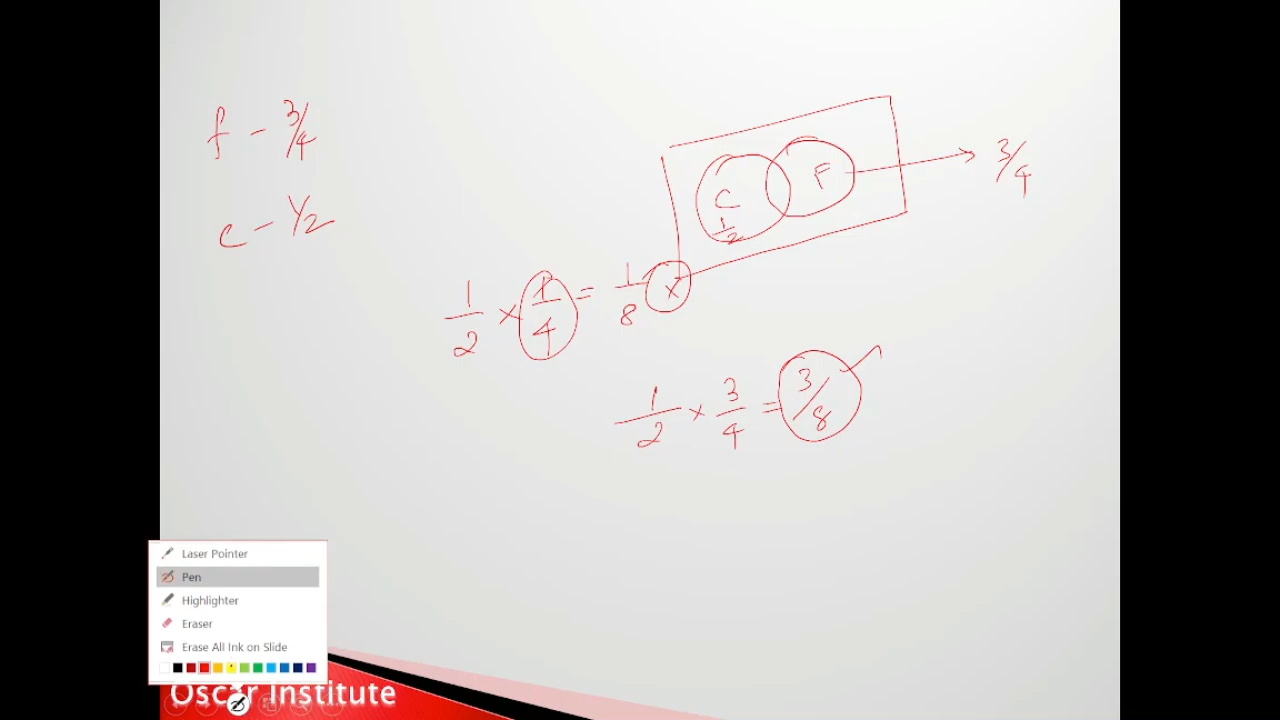 f - 3/4
c - 1/2
C
1/2
F
3/4
1/2 × 1/4 = 1/8 ×
1/2 × 3/4 = 3/8
Laser Pointer
Pen
Highlighter
Eraser
Erase All Ink on Slide
Oscar Institute